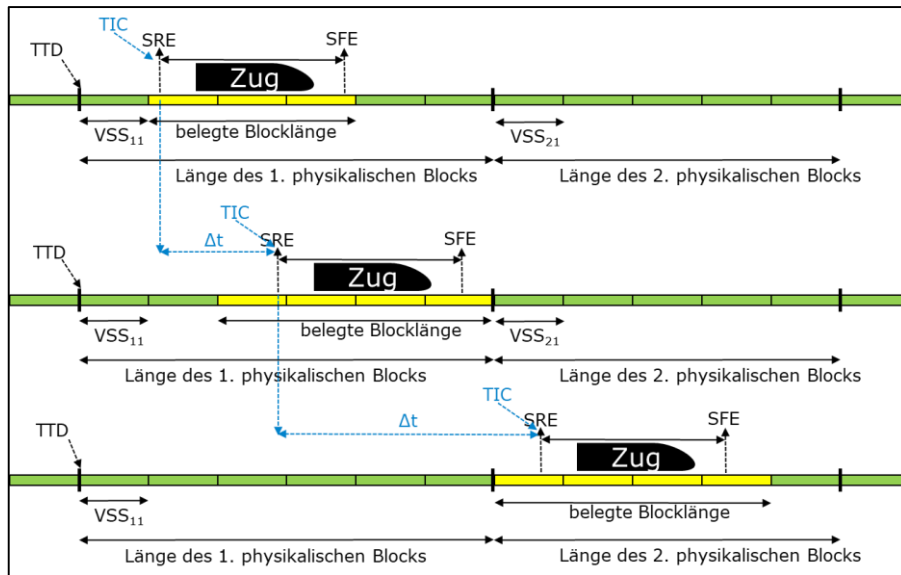 TIC
SRE
SFE
TTD
Zug
VSS₁₁
belegte Blocklänge
VSS₂₁
Länge des 1. physikalischen Blocks
Länge des 2. physikalischen Blocks
TIC
Δt
SRE
SFE
TTD
Zug
VSS₁₁
belegte Blocklänge
VSS₂₁
Länge des 1. physikalischen Blocks
Länge des 2. physikalischen Blocks
TIC
Δt
SRE
SFE
TTD
Zug
VSS₁₁
belegte Blocklänge
Länge des 1. physikalischen Blocks
Länge des 2. physikalischen Blocks